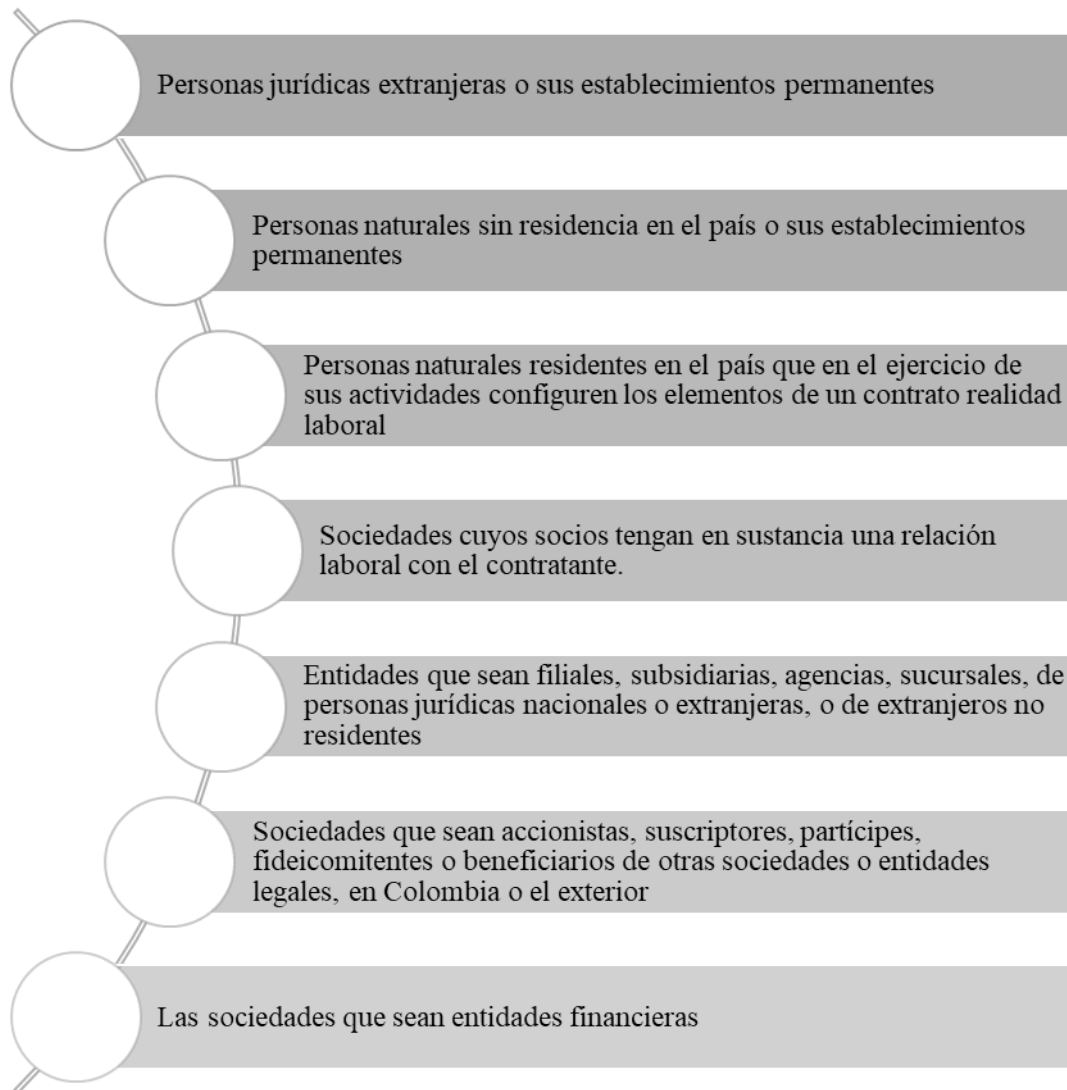 Personas jurídicas extranjeras o sus establecimientos permanentes
Personas naturales sin residencia en el país o sus establecimientos
permanentes
Personas naturales residentes en el país que en el ejercicio de
sus actividades configuren los elementos de un contrato realidad
laboral
Sociedades cuyos socios tengan en sustancia una relación
laboral con el contratante.
Entidades que sean filiales, subsidiarias, agencias, sucursales, de
personas jurídicas nacionales o extranjeras, o de extranjeros no
residentes
Sociedades que sean accionistas, suscriptores, partícipes,
fideicomitentes o beneficiarios de otras sociedades o entidades
legales, en Colombia o el exterior
Las sociedades que sean entidades financieras